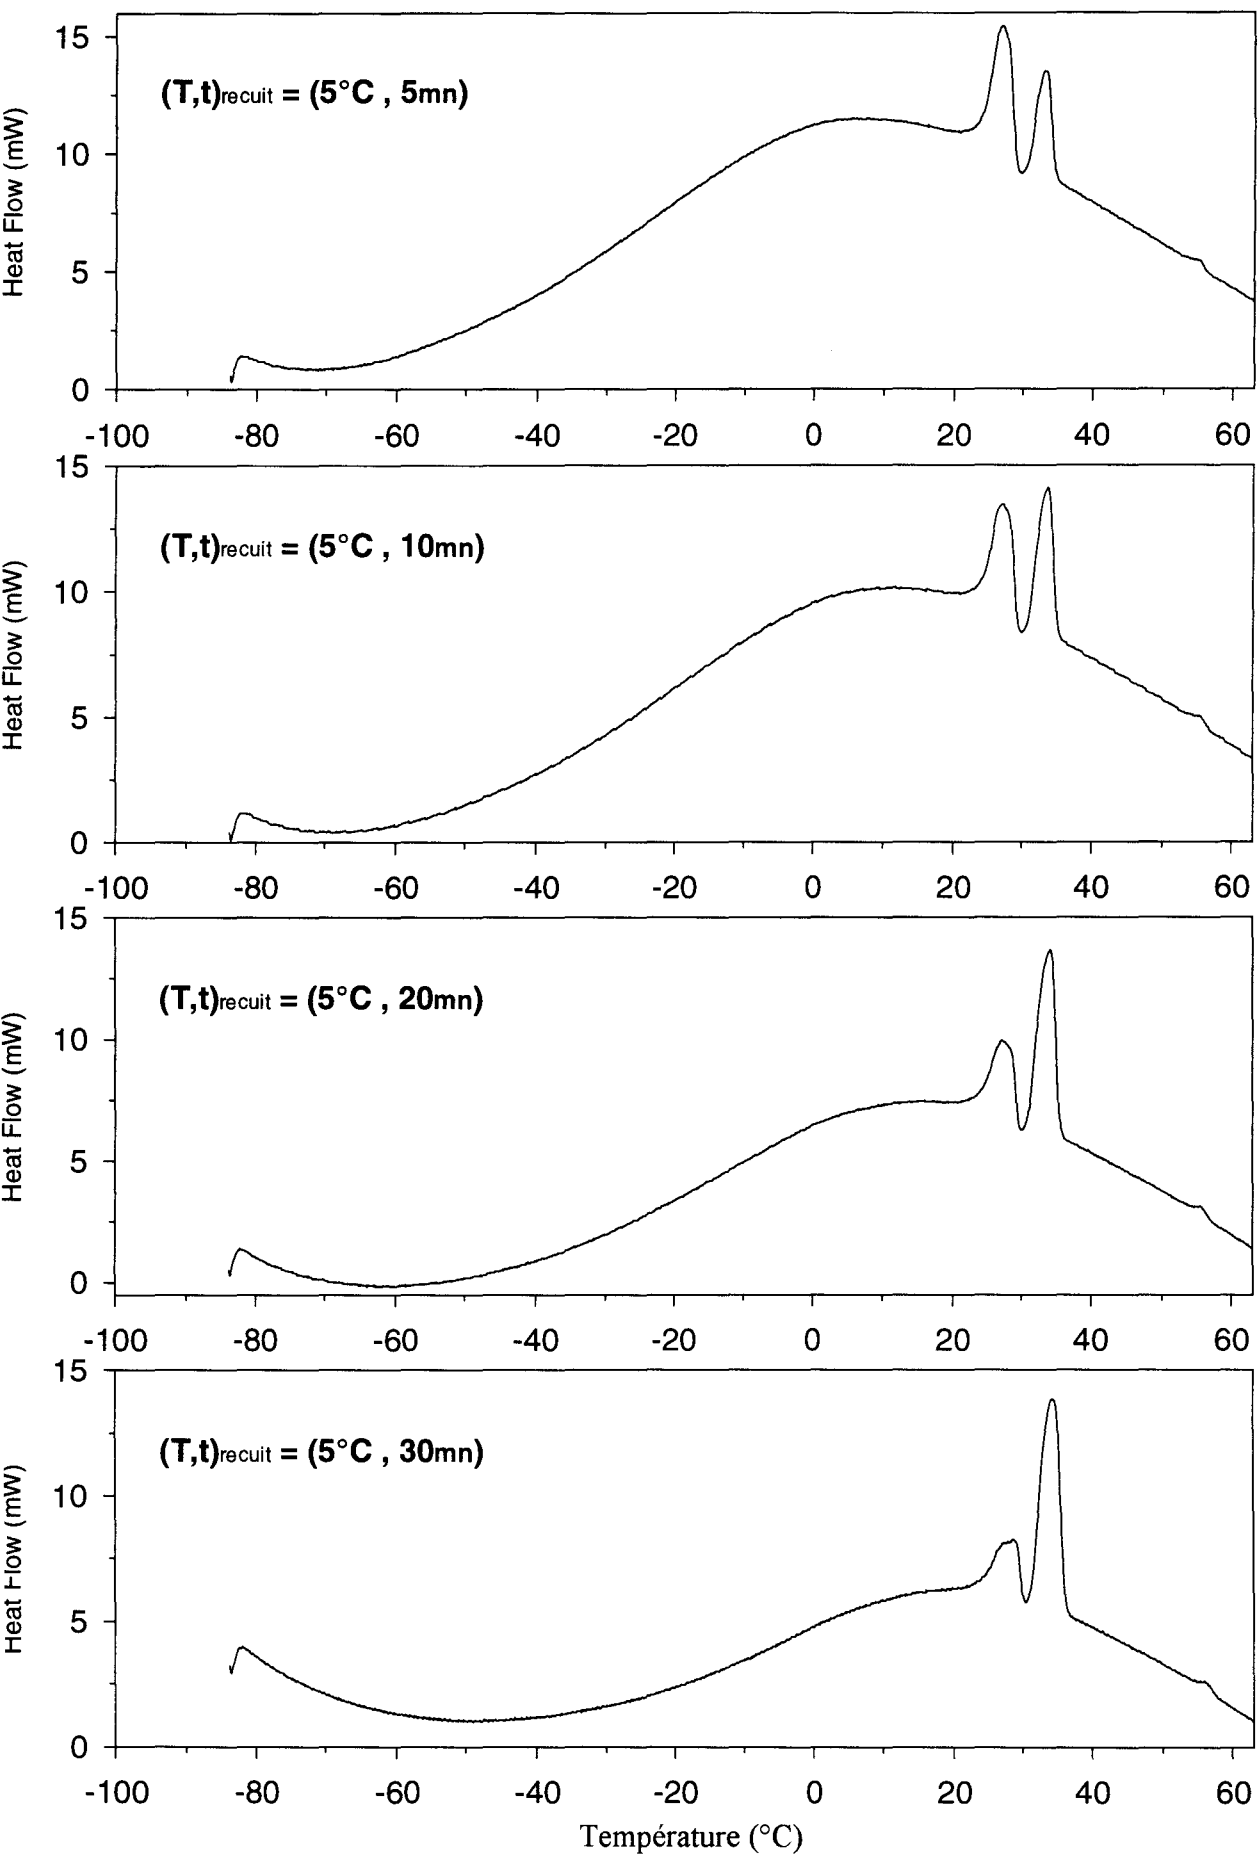 15
10
5
0
Heat Flow (mW)
(T,t)recuit = (5°C , 5mn)
-100 -80 -60 -40 -20 0 20 40 60
15
10
5
0
Heat Flow (mW)
(T,t)recuit = (5°C , 10mn)
-100 -80 -60 -40 -20 0 20 40 60
15
10
5
0
Heat Flow (mW)
(T,t)recuit = (5°C , 20mn)
-100 -80 -60 -40 -20 0 20 40 60
15
10
5
0
Heat Flow (mW)
(T,t)recuit = (5°C , 30mn)
-100 -80 -60 -40 -20 0 20 40 60
Température (°C)